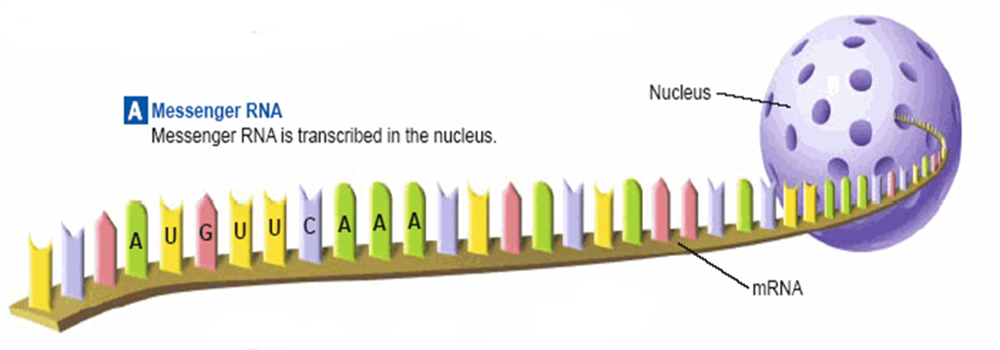 A Messenger RNA
Messenger RNA is transcribed in the nucleus.
Nucleus
A U G U U C A A A
mRNA